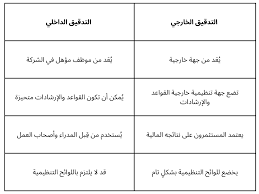 التدقيق الخارجي
التدقيق الداخلي
يُعد من جهة خارجية
يُعد من موظف مؤهل في الشركة
تضع جهة تنظيمية خارجية القواعد
والإرشادات
يُمكن أن تكون القواعد والإرشادات متحيزة
يعتمد المستثمرون على نتائجه المالية
يُستخدم من قِبل المدراء وأصحاب العمل
يخضع للوائح التنظيمية بشكلٍ تام
قد لا يلتزم باللوائح التنظيمية